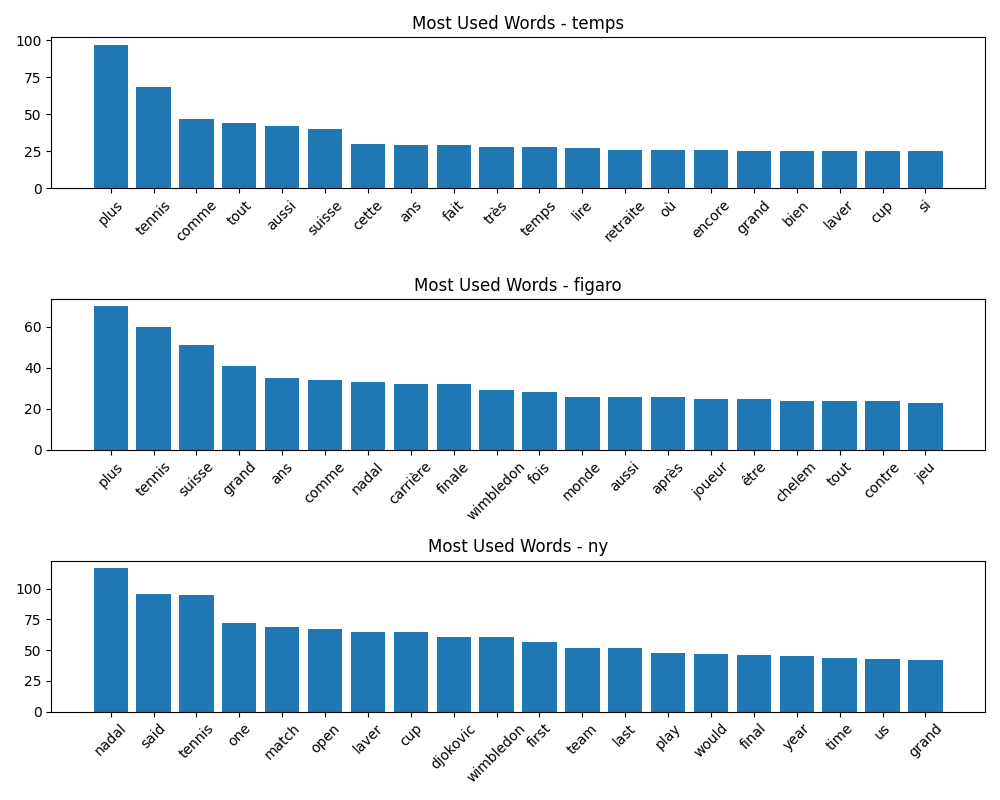 Most Used Words - temps
100
75
50
25
0
plus tennis comme tout aussi suisse cette ans fait très temps lire retraite où encore grand bien laver cup si
Most Used Words - figaro
60
40
20
0
plus tennis suisse grand ans comme nadal carrière finale wimbledon fois monde aussi après joueur être chelem tout contre jeu
Most Used Words - ny
100
75
50
25
0
nadal said tennis one match open laver cup djokovic wimbledon first team last play would final year time us grand